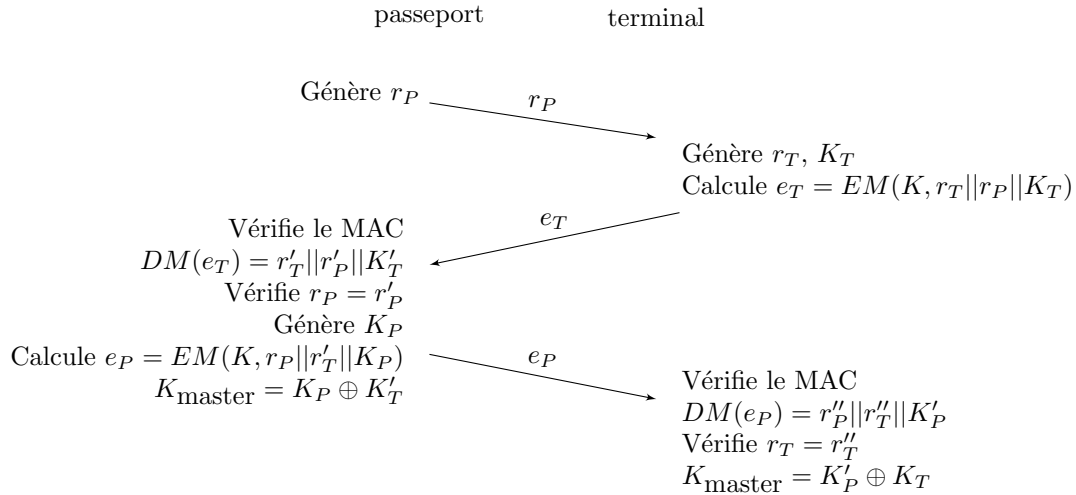 passeport terminal
Génère r_P
r_P
Génère r_T, K_T
Calcule e_T = EM(K, r_T||r_P||K_T)
e_T
Vérifie le MAC
DM(e_T) = r'_T||r'_P||K'_T
Vérifie r_P = r'_P
Génère K_P
Calcule e_P = EM(K, r_P||r'_T||K_P)
K_master = K_P ⊕ K'_T
e_P
Vérifie le MAC
DM(e_P) = r''_P||r''_T||K'_P
Vérifie r_T = r''_T
K_master = K'_P ⊕ K_T